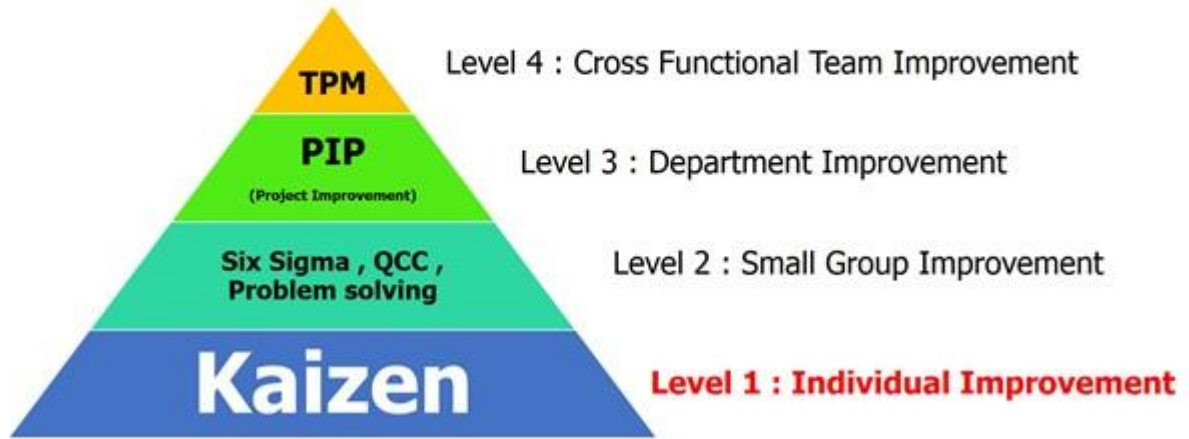 TPM
Level 4 : Cross Functional Team Improvement
PIP
(Project Improvement)
Level 3 : Department Improvement
Six Sigma , QCC ,
Problem solving
Level 2 : Small Group Improvement
Kaizen
Level 1 : Individual Improvement